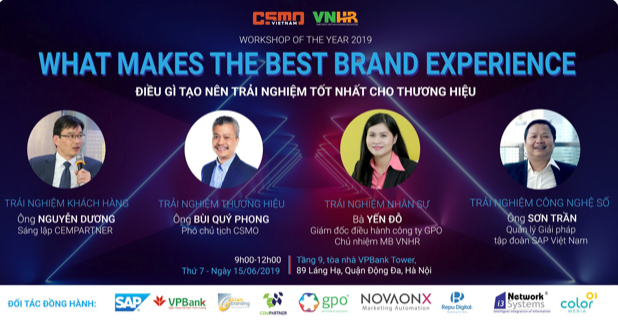 CSMO
VIETNAM
VNHR
WORKSHOP OF THE YEAR 2019
WHAT MAKES THE BEST BRAND EXPERIENCE
ĐIỀU GÌ TẠO NÊN TRẢI NGHIỆM TỐT NHẤT CHO THƯƠNG HIỆU
TRẢI NGHIỆM KHÁCH HÀNG
Ông NGUYỄN DƯƠNG
Sáng lập CEMPARTNER
TRẢI NGHIỆM THƯƠNG HIỆU
Ông BÙI QUÝ PHONG
Phó chủ tịch CSMO
TRẢI NGHIỆM NHÂN SỰ
Bà YẾN ĐỖ
Giám đốc điều hành công ty GPO
Chủ nhiệm MB VNHR
TRẢI NGHIỆM CÔNG NGHỆ SỐ
Ông SƠN TRẦN
Quản lý Giải pháp
tập đoàn SAP Việt Nam
9h00-12h00
Thứ 7 - Ngày 15/06/2019
Tầng 9, tòa nhà VPBank Tower,
89 Láng Hạ, Quận Động Đa, Hà Nội
ĐỐI TÁC ĐỒNG HÀNH:
SAP
VPBank
CEMPARTNER
gpo
NOVAONX
Marketing Automation
Repu Digital
i3 Network Systems
color
MEDIA